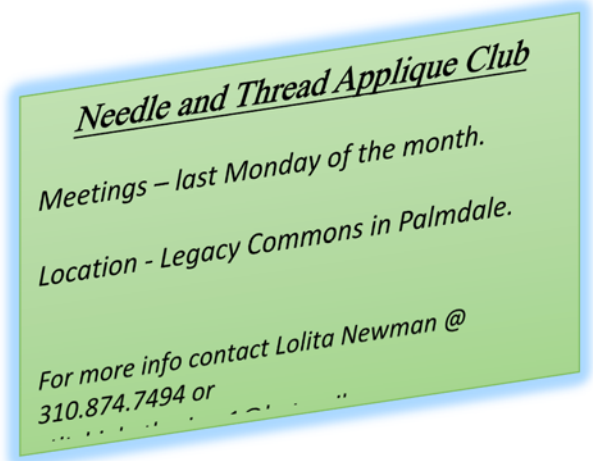 Needle and Thread Applique Club
Meetings – last Monday of the month.
Location - Legacy Commons in Palmdale.
For more info contact Lolita Newman @
310.874.7494 or